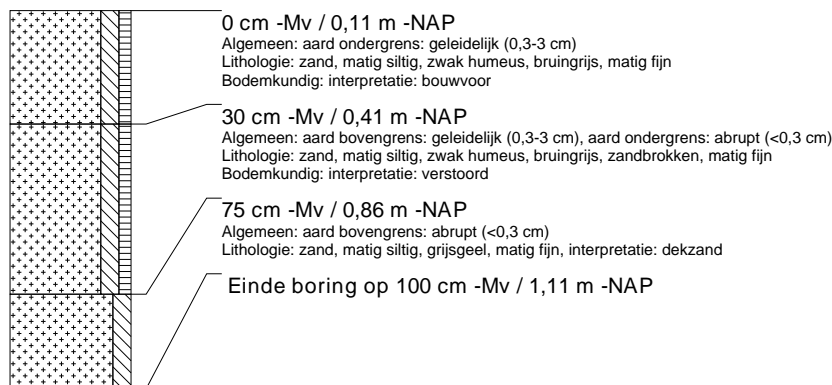 0 cm -Mv / 0,11 m -NAP
Algemeen: aard ondergrens: geleidelijk (0,3-3 cm)
Lithologie: zand, matig siltig, zwak humeus, bruingrijs, matig fijn
Bodemkundig: interpretatie: bouwvoor
30 cm -Mv / 0,41 m -NAP
Algemeen: aard bovengrens: geleidelijk (0,3-3 cm), aard ondergrens: abrupt (<0,3 cm)
Lithologie: zand, matig siltig, zwak humeus, bruingrijs, zandbrokken, matig fijn
Bodemkundig: interpretatie: verstoord
75 cm -Mv / 0,86 m -NAP
Algemeen: aard bovengrens: abrupt (<0,3 cm)
Lithologie: zand, matig siltig, grijsgeel, matig fijn, interpretatie: dekzand
Einde boring op 100 cm -Mv / 1,11 m -NAP